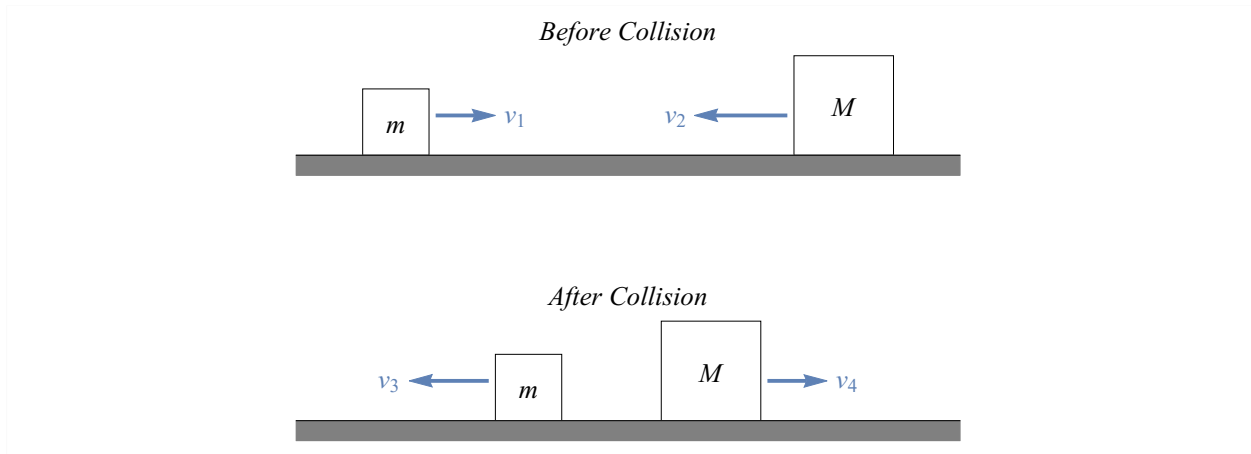 Before Collision
m v₁ v₂ M
After Collision
v₃ m M v₄